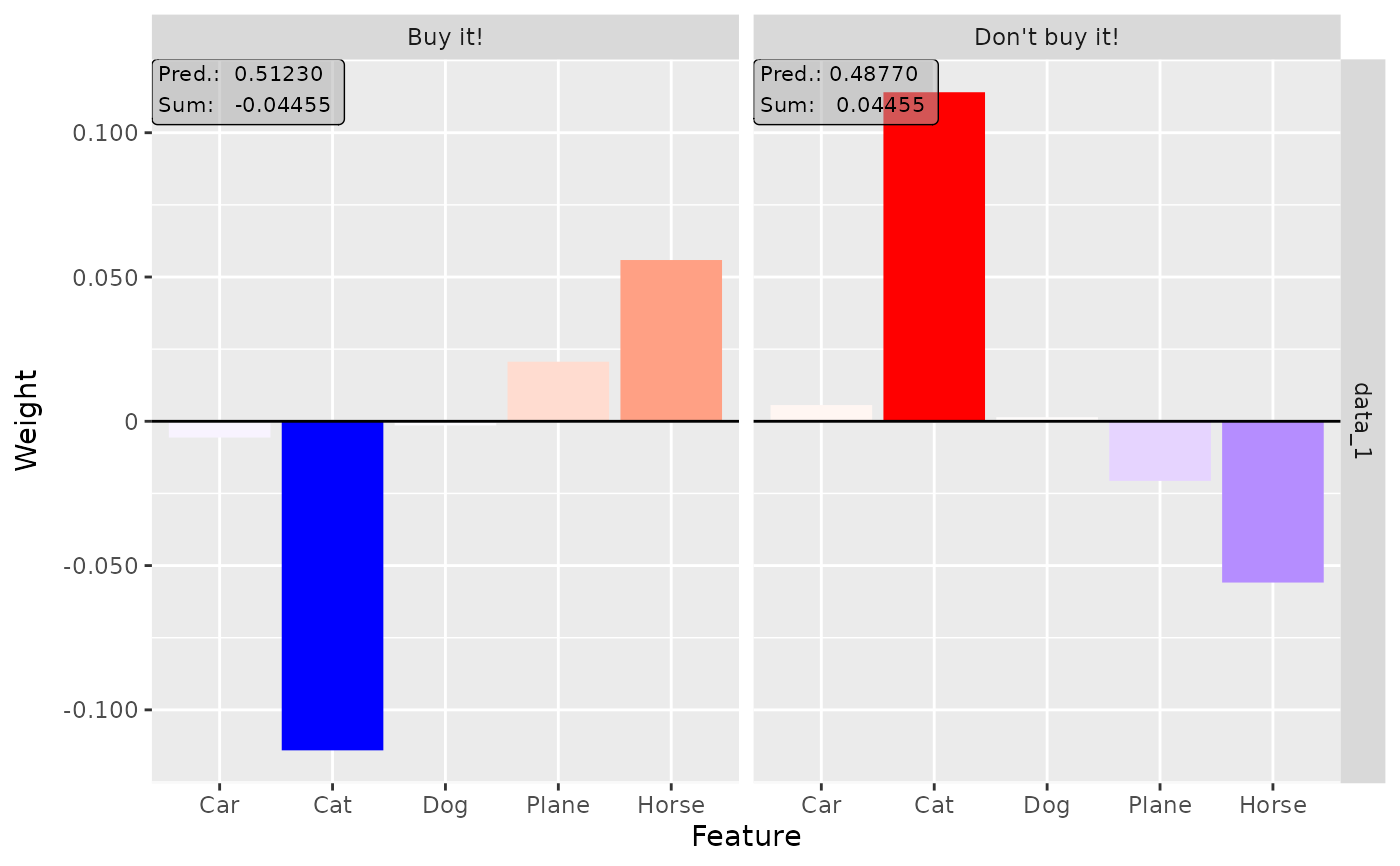 Buy it!
Don't buy it!
Pred.: 0.51230
Sum: -0.04455
Pred.: 0.48770
Sum: 0.04455
0.100
0.050
0
-0.050
-0.100
Weight
data_1
Car Cat Dog Plane Horse
Car Cat Dog Plane Horse
Feature